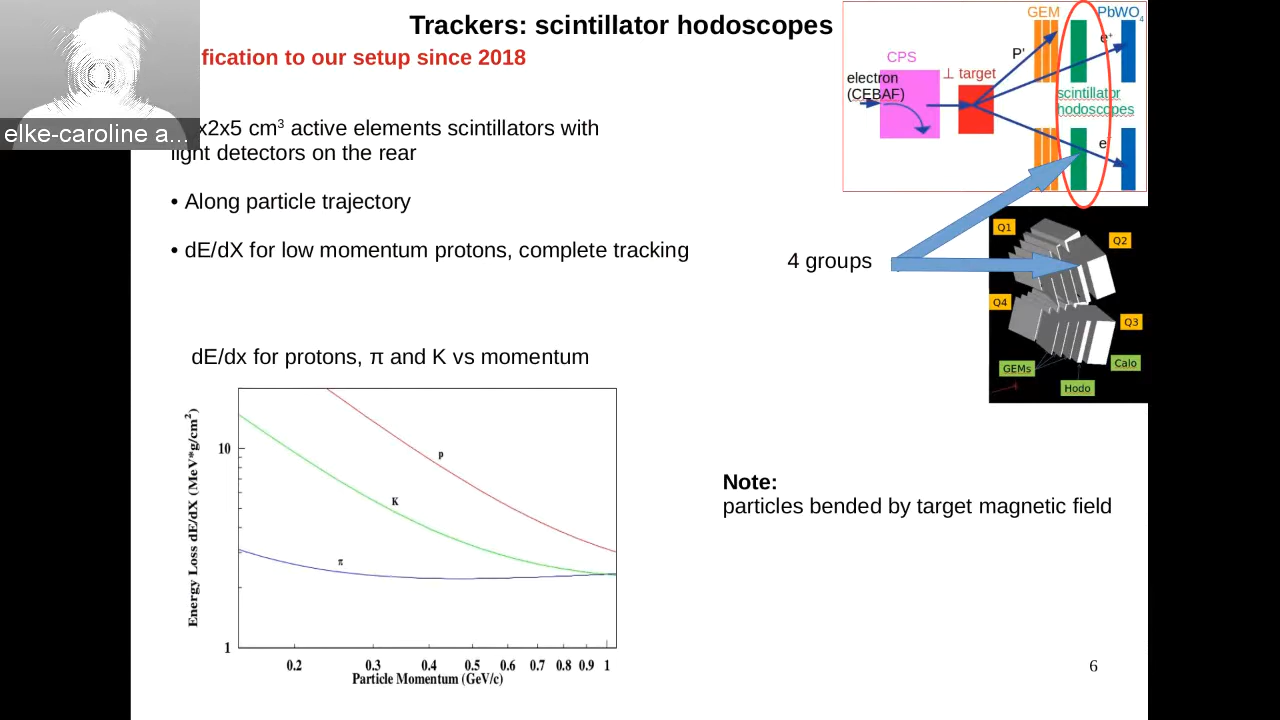 Trackers: scintillator hodoscopes
fication to our setup since 2018
elke-caroline a...
x2x5 cm³ active elements scintillators with
light detectors on the rear
• Along particle trajectory
• dE/dX for low momentum protons, complete tracking
4 groups
GEM
PbWO₄
CPS
P'
e⁺
electron
(CEBAF)
⊥ target
scintillator
hodoscopes
e⁻
Q1
Q2
Q4
Q3
GEMs
Calo
Hodo
dE/dx for protons, π and K vs momentum
Energy Loss dE/dX (MeV*g/cm²)
10
1
p
K
π
0.2 0.3 0.4 0.5 0.6 0.7 0.8 0.9 1
Particle Momentum (GeV/c)
Note:
particles bended by target magnetic field
6